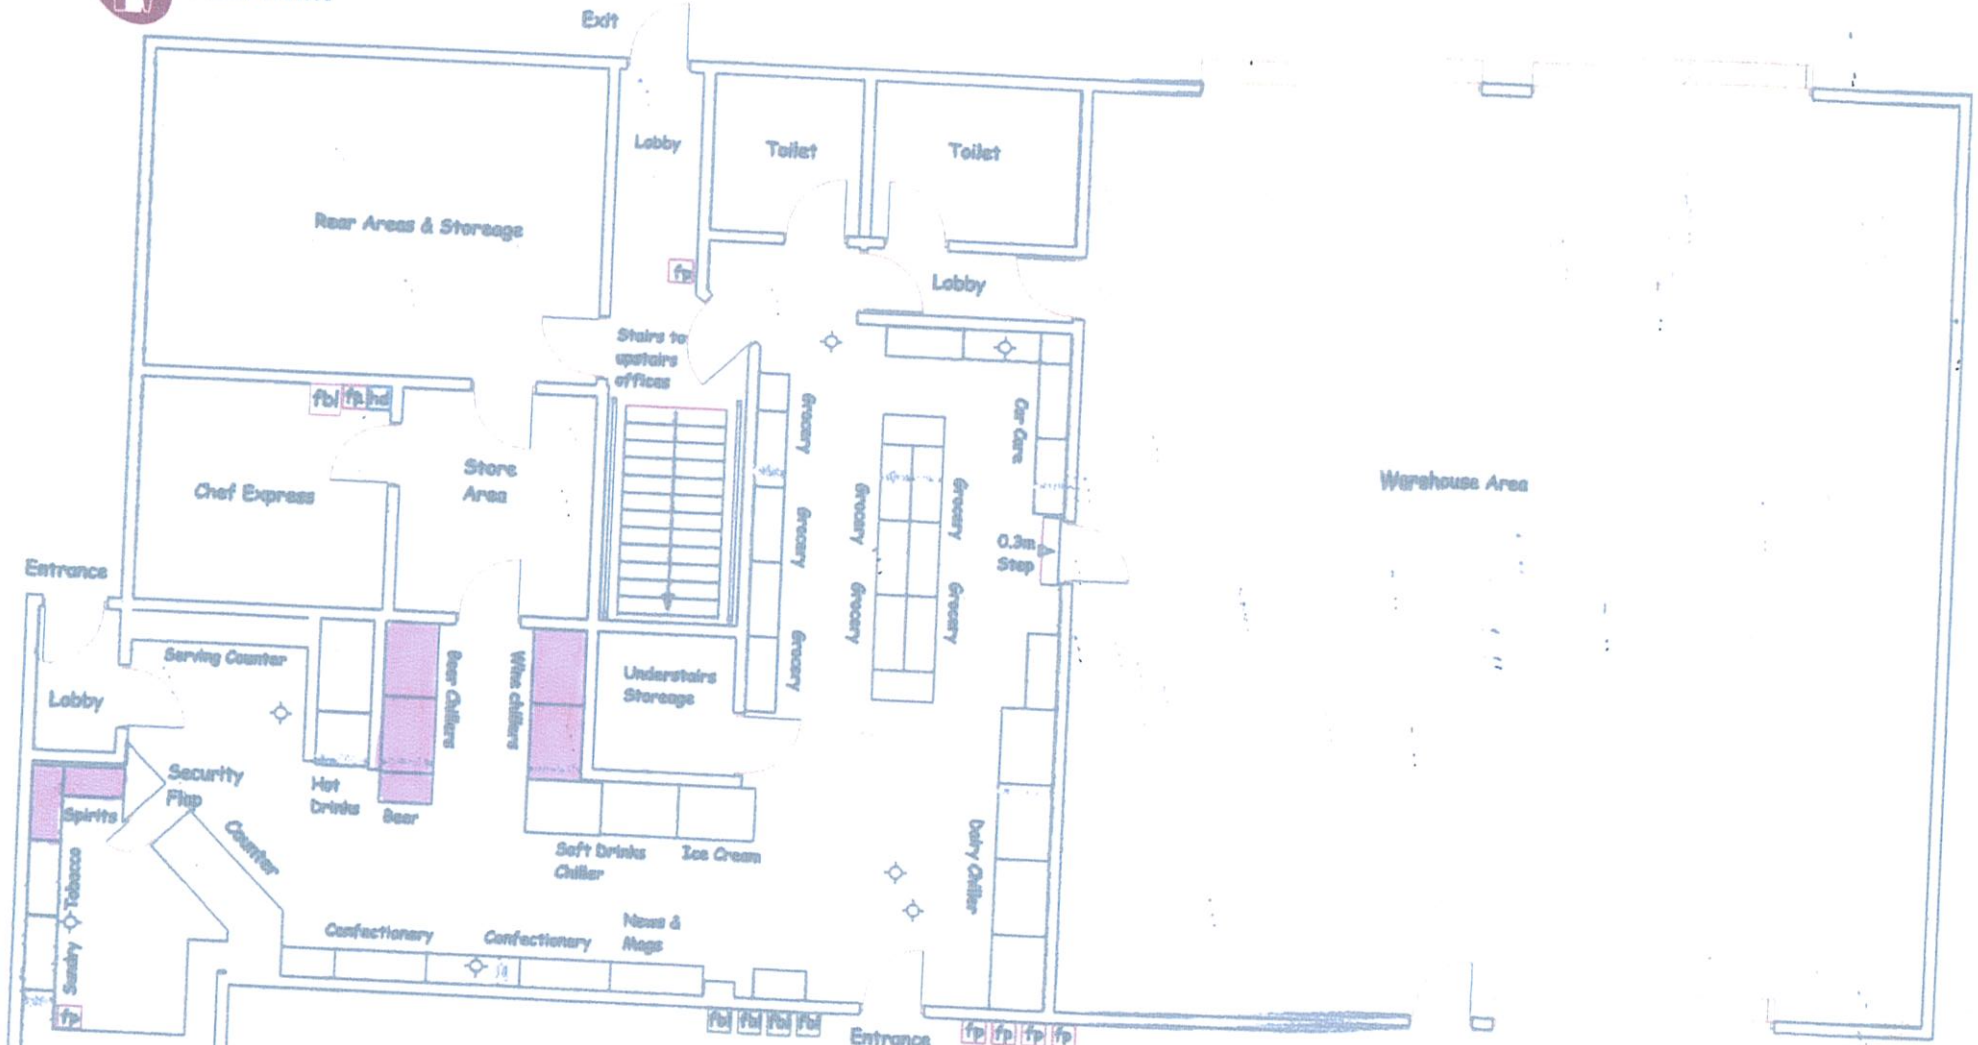 Exit
Lobby
Toilet
Toilet
Rear Areas & Storeage
fp
Lobby
Stairs to
upstairs
offices
fbl fp hd
Grocery
Car Care
Store
Area
Chef Express
Warehouse Area
Grocery
Grocery
Grocery
0.3m
Step
Entrance
Grocery
Grocery
Serving Counter
Beer Chillers
Wine chillers
Understairs
Storeage
Grocery
Lobby
Security
Flap
Hot
Drinks
Beer
Spirits
Counter
Soft Drinks
Chiller
Ice Cream
Dairy Chiller
Tobacco
Confectionary
Confectionary
News &
Mags
Sundry
fp
fbl fbl fbl fbl
Entrance
fp fp fp fp